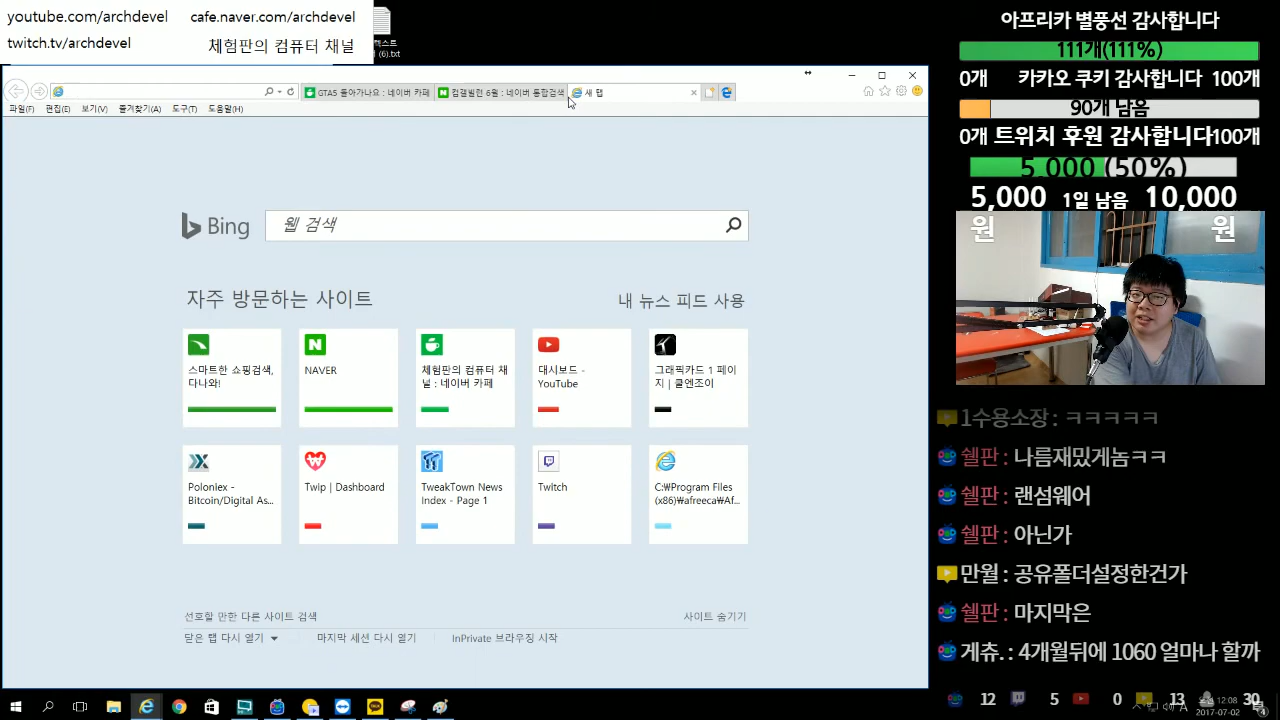 youtube.com/archdevel
cafe.naver.com/archdevel
twitch.tv/archdevel
체험판의 컴퓨터 채널
(6).txt
GTA5 돌아가나요 : 네이버 카페
컴갤빌런 6월 : 네이버 통합검색
새 탭
파일(F) 편집(E) 보기(V) 즐겨찾기(A) 도구(T) 도움말(H)
Bing
웹 검색
자주 방문하는 사이트
내 뉴스 피드 사용
스마트한 쇼핑검색,
다나와!
NAVER
체험판의 컴퓨터 채
널 : 네이버 카페
대시보드 -
YouTube
그래픽카드 1 페이
지 | 쿨엔조이
Poloniex -
Bitcoin/Digital As...
Twip | Dashboard
TweakTown News
Index - Page 1
Twitch
C:₩Program Files
(x86)₩afreeca₩Af...
선호할 만한 다른 사이트 검색
사이트 숨기기
닫은 탭 다시 열기
마지막 세션 다시 열기
InPrivate 브라우징 시작
아프리카 별풍선 감사합니다
111개(111%)
0개 카카오 쿠키 감사합니다 100개
90개 남음
0개 트위치 후원 감사합니다100개
5,000 (50%)
5,000 1일 남음 10,000
원 원
1수용소장 : ㅋㅋㅋㅋㅋ
쉘판 : 나름재밌게놈ㅋㅋ
쉘판 : 랜섬웨어
쉘판 : 아닌가
만월 : 공유폴더설정한건가
쉘판 : 마지막은
게츄. : 4개월뒤에 1060 얼마나 할까
12 5 0 13 30
12:08
2017-07-02